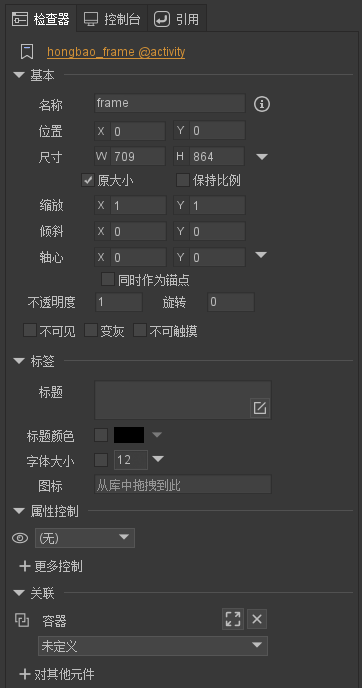 检查器 控制台 引用
hongbao_frame @activity
基本
名称 frame
位置 X 0 Y 0
尺寸 W 709 H 864
原大小 保持比例
缩放 X 1 Y 1
倾斜 X 0 Y 0
轴心 X 0 Y 0
同时作为锚点
不透明度 1 旋转 0
不可见 变灰 不可触摸
标签
标题
标题颜色
字体大小 12
图标 从库中拖拽到此
属性控制
(无)
更多控制
关联
容器
未定义
对其他元件